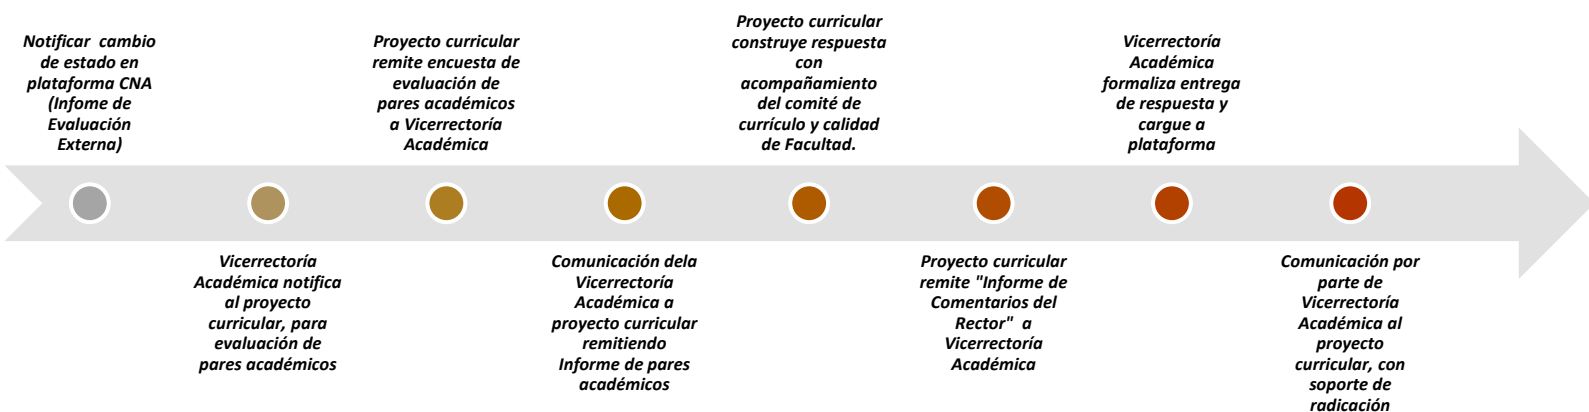 Notificar cambio
de estado en
plataforma CNA
(Infome de
Evaluación
Externa)
Vicerrectoría
Académica notifica
al proyecto
curricular, para
evaluación de
pares académicos
Proyecto curricular
remite encuesta de
evaluación de
pares académicos
a Vicerrectoría
Académica
Comunicación dela
Vicerrectoría
Académica a
proyecto curricular
remitiendo
Informe de pares
académicos
Proyecto curricular
construye respuesta
con
acompañamiento
del comité de
currículo y calidad
de Facultad.
Proyecto curricular
remite "Informe de
Comentarios del
Rector" a
Vicerrectoría
Académica
Vicerrectoría
Académica
formaliza entrega
de respuesta y
cargue a
plataforma
Comunicación por
parte de
Vicerrectoría
Académica al
proyecto
curricular, con
soporte de
radicación